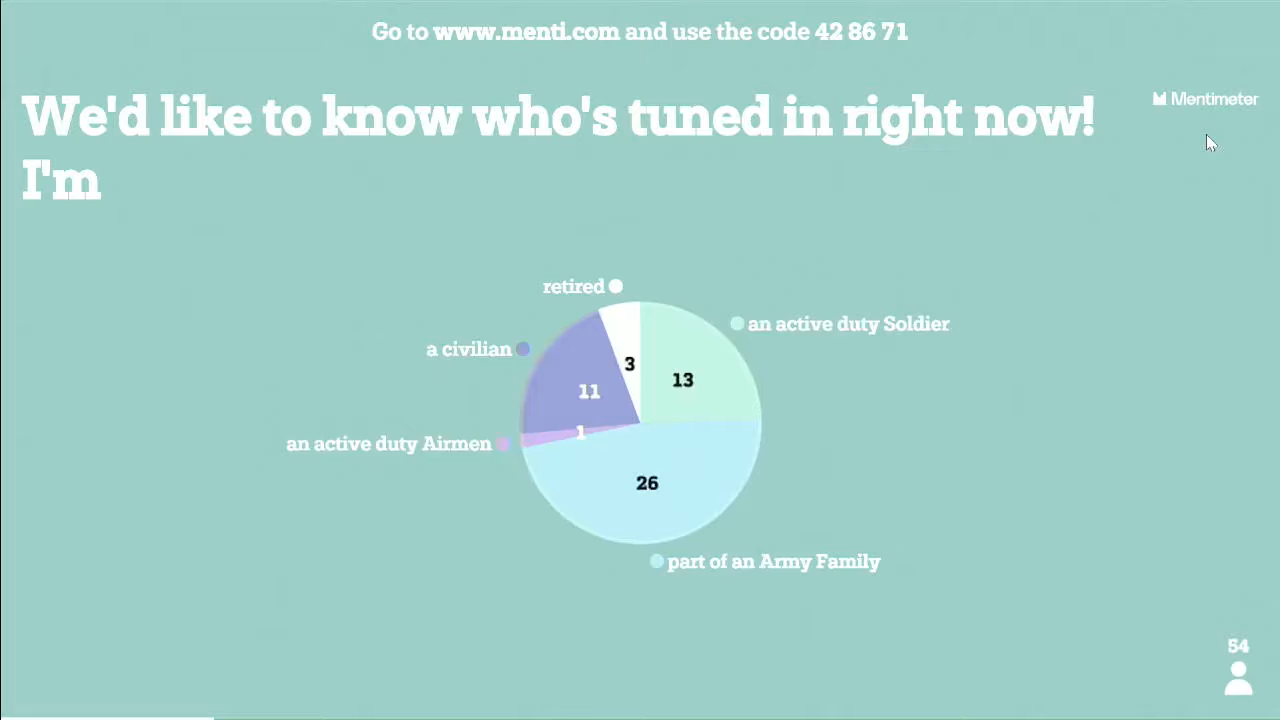 Go to www.menti.com and use the code 42 86 71
We'd like to know who's tuned in right now!
I'm
Mentimeter
retired
an active duty Soldier
a civilian
3
13
11
an active duty Airmen
1
26
part of an Army Family
54